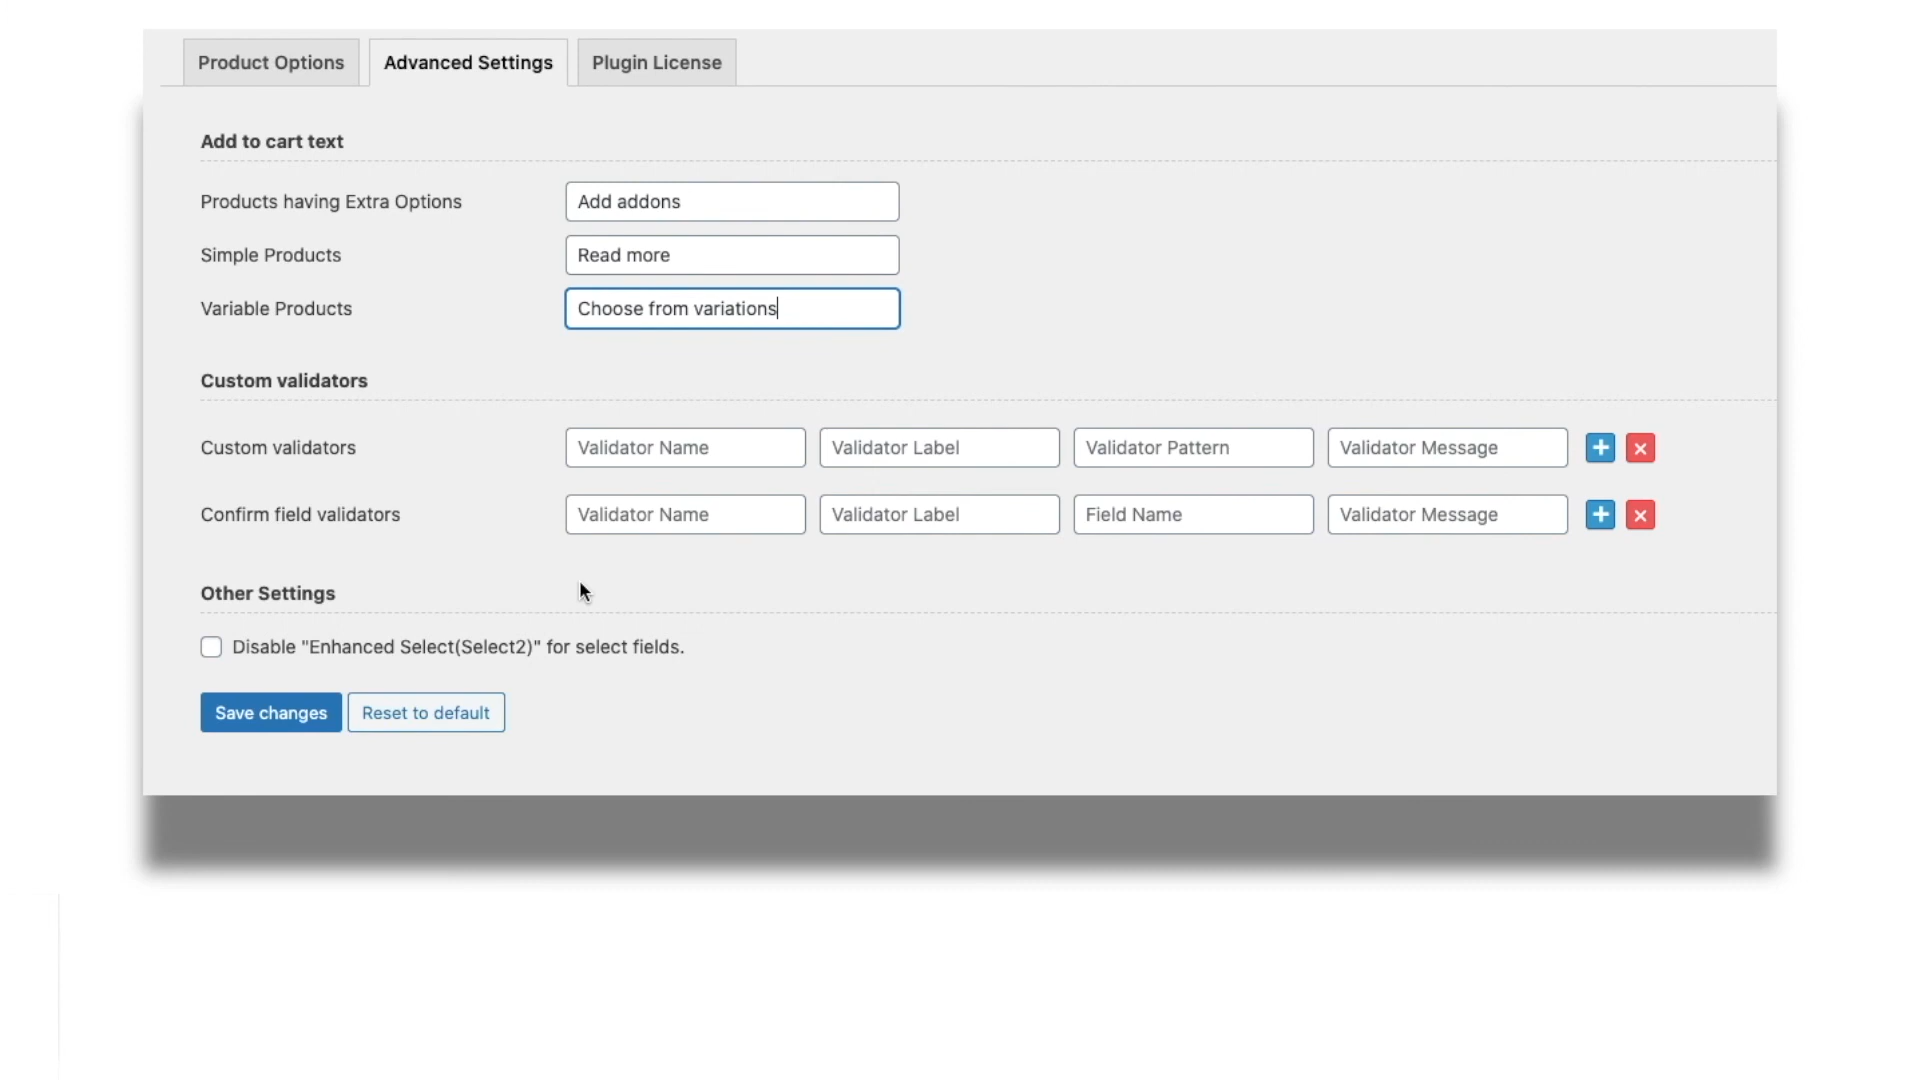 Product Options Advanced Settings Plugin License
Add to cart text
Products having Extra Options Add addons
Simple Products Read more
Variable Products Choose from variations
Custom validators
Custom validators Validator Name Validator Label Validator Pattern Validator Message
Confirm field validators Validator Name Validator Label Field Name Validator Message
Other Settings
Disable "Enhanced Select(Select2)" for select fields.
Save changes Reset to default